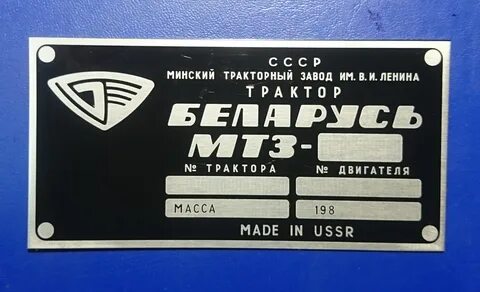 СССР
МИНСКИЙ ТРАКТОРНЫЙ ЗАВОД ИМ. В. И. ЛЕНИНА
ТРАКТОР
БЕЛАРУСЬ
МТЗ-
№ ТРАКТОРА № ДВИГАТЕЛЯ
МАССА 198
MADE IN USSR